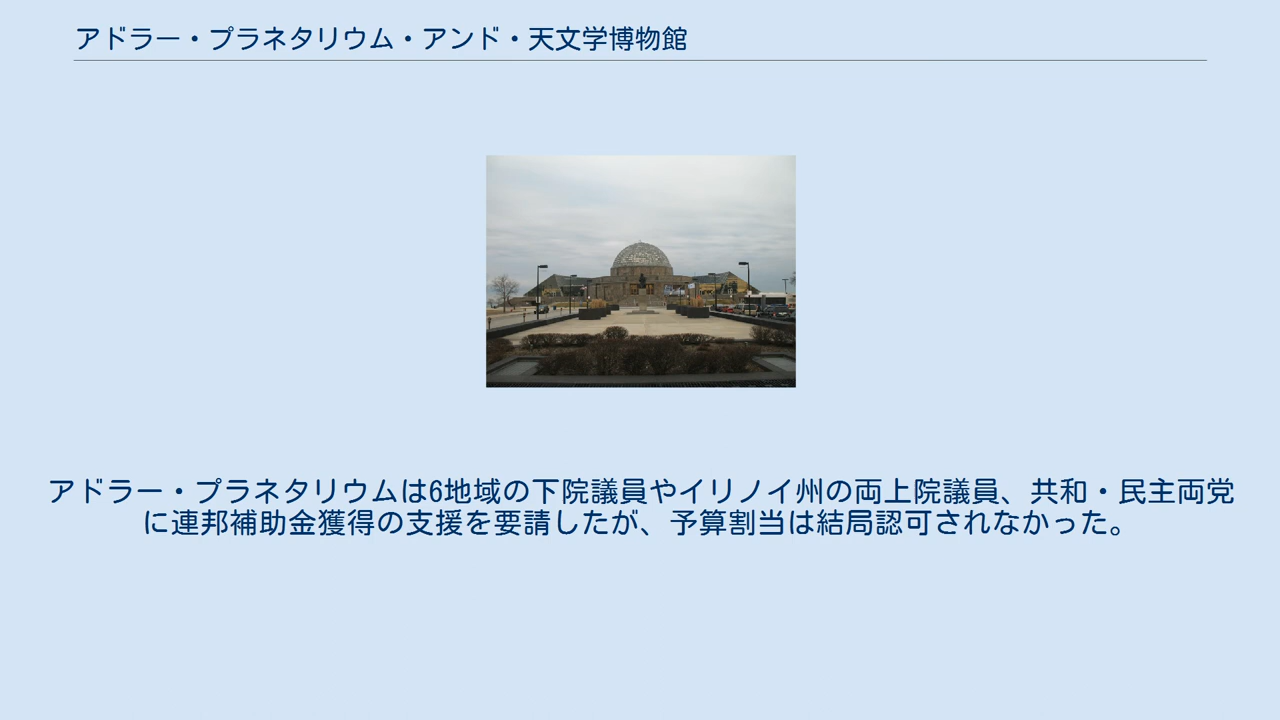 アドラー・プラネタリウム・アンド・天文学博物館
アドラー・プラネタリウムは6地域の下院議員やイリノイ州の両上院議員、共和・民主両党
に連邦補助金獲得の支援を要請したが、予算割当は結局認可されなかった。